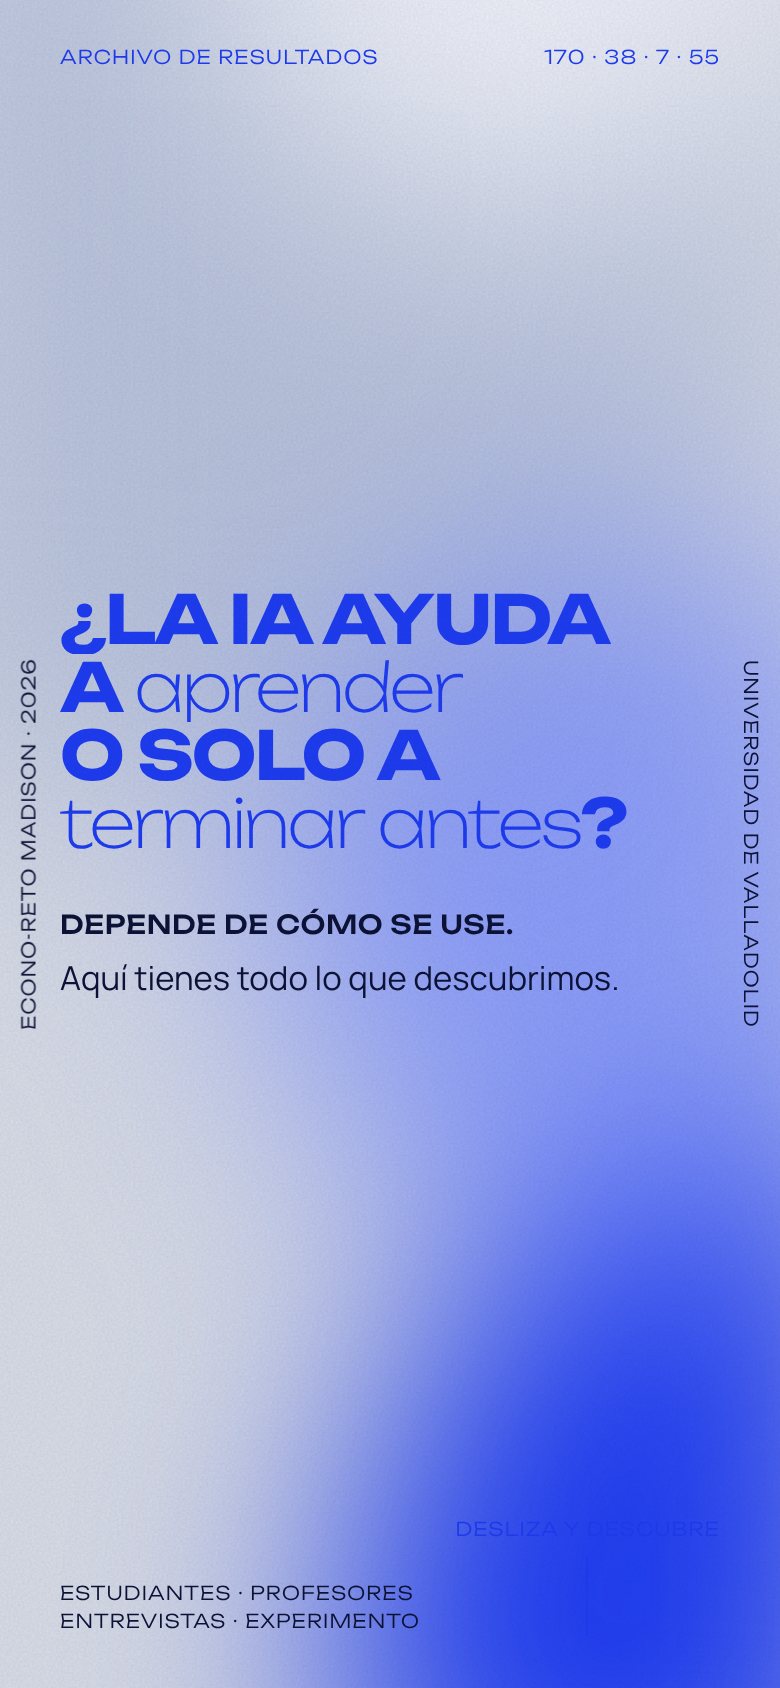 ARCHIVO DE RESULTADOS
170 · 38 · 7 · 55
¿LA IA AYUDA
A aprender
O SOLO A
terminar antes?
ECONO-RETO MADISON · 2026
UNIVERSIDAD DE VALLADOLID
DEPENDE DE CÓMO SE USE.
Aquí tienes todo lo que descubrimos.
DESLIZA Y DESCUBRE
ESTUDIANTES · PROFESORES
ENTREVISTAS · EXPERIMENTO